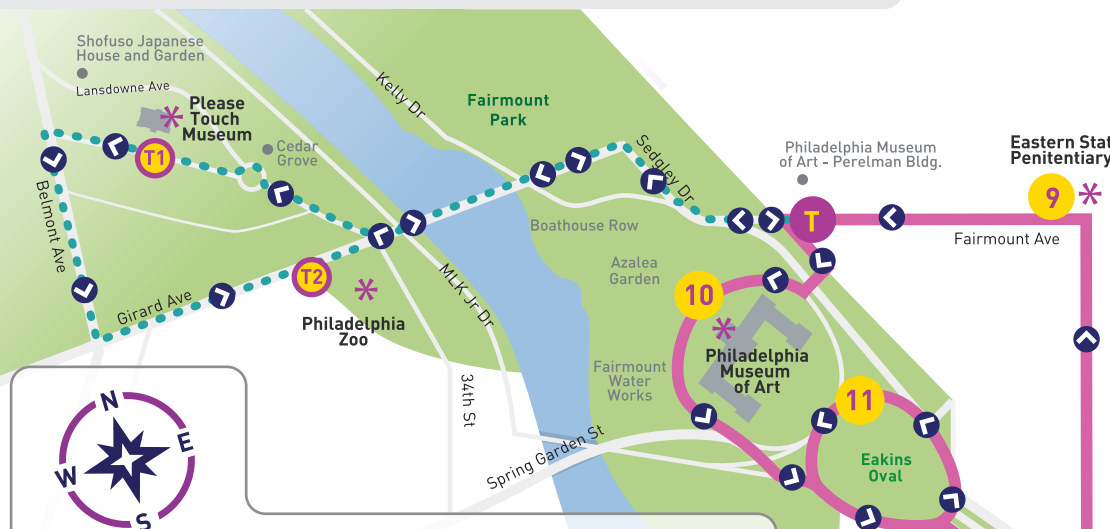 Shofuso Japanese
House and Garden
Lansdowne Ave
Please
Touch
Museum
T1
Cedar
Grove
Belmont Ave
Girard Ave
T2
Philadelphia
Zoo
Kelly Dr
Fairmount
Park
Sedgley Dr
Boathouse Row
MLK Jr Dr
34th St
Spring Garden St
Azalea
Garden
10
Philadelphia
Museum
of Art
Fairmount
Water
Works
11
Eakins
Oval
Philadelphia Museum
of Art - Perelman Bldg.
T
Fairmount Ave
9
Eastern Stat
Penitentiary
N
E
W
S